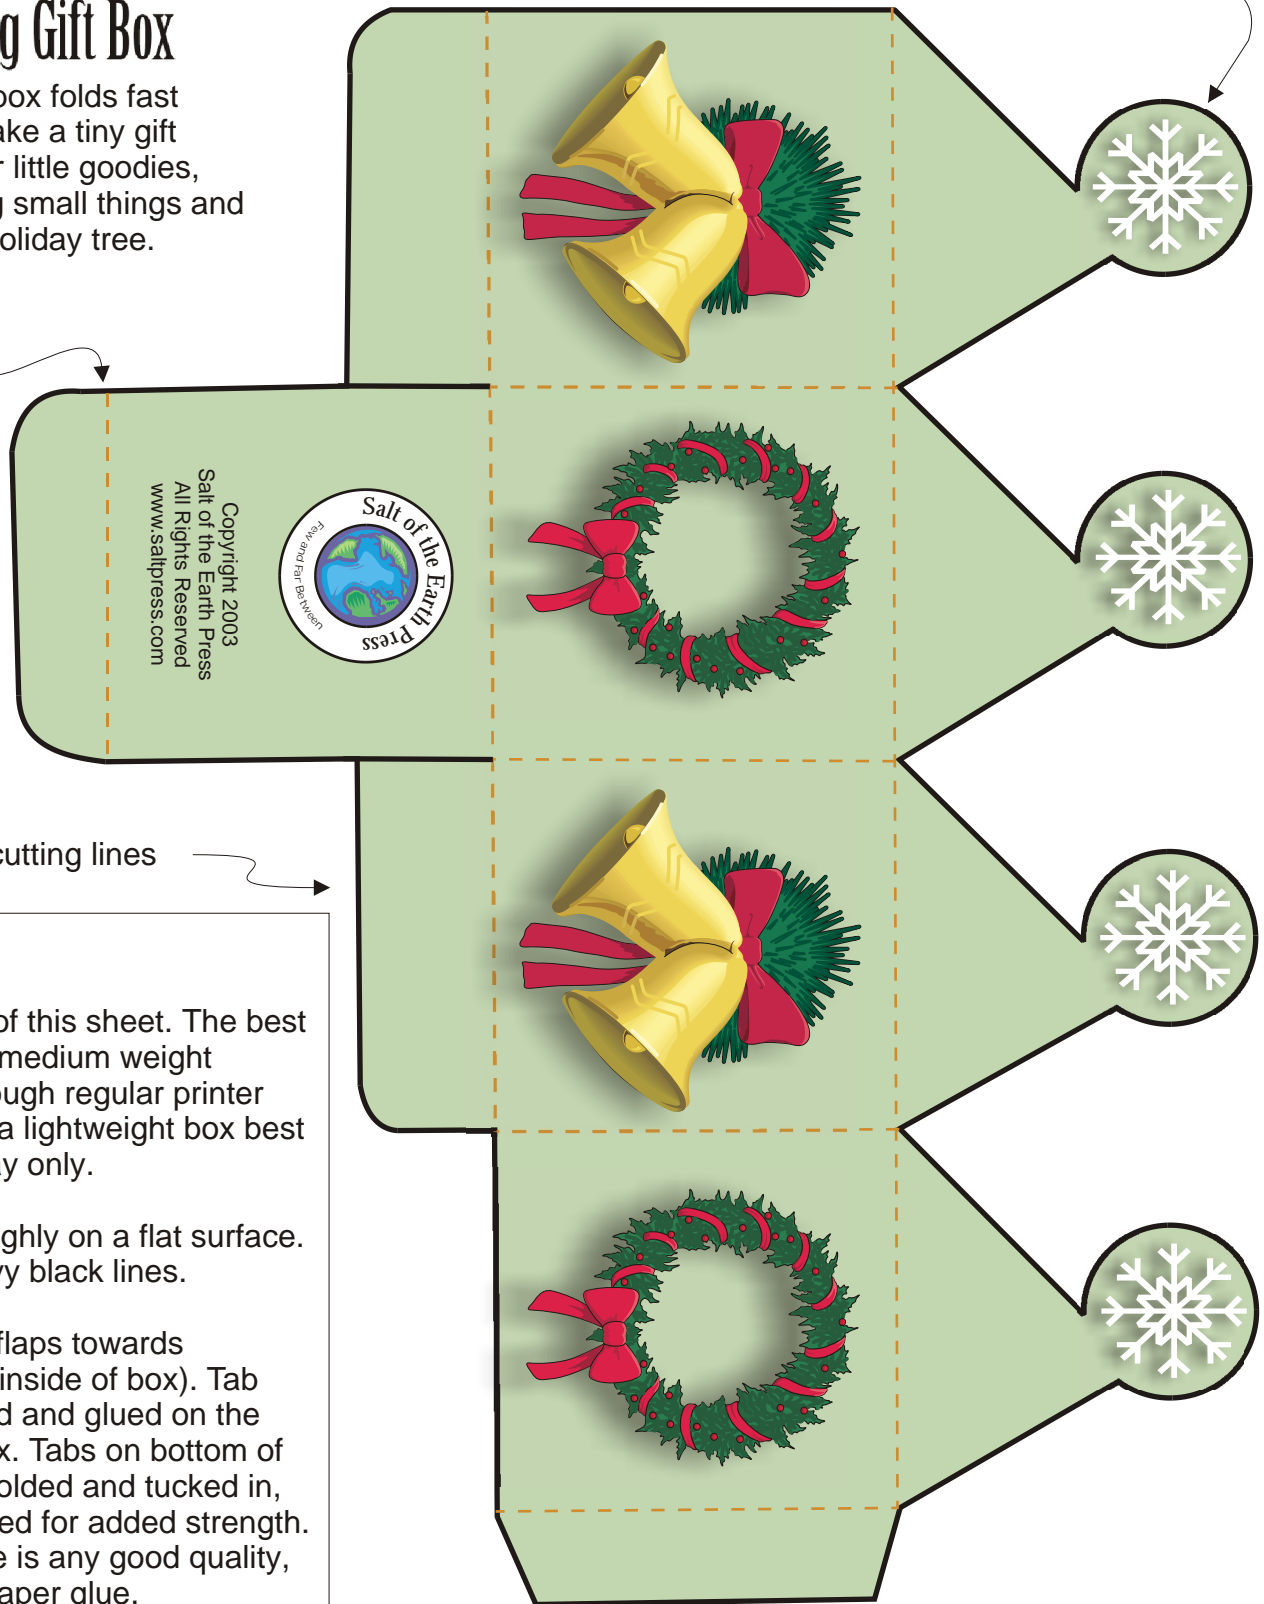 g Gift Box
box folds fast
ake a tiny gift
r little goodies,
g small things and
oliday tree.
Copyright 2003
Salt of the Earth Press
All Rights Reserved
www.saltpress.com
Salt of the Earth Press
Few and Far Between
cutting lines
of this sheet. The best
medium weight
ough regular printer
a lightweight box best
ay only.
ghly on a flat surface.
vy black lines.
flaps towards
inside of box). Tab
d and glued on the
x. Tabs on bottom of
olded and tucked in,
ed for added strength.
e is any good quality,
aper glue.